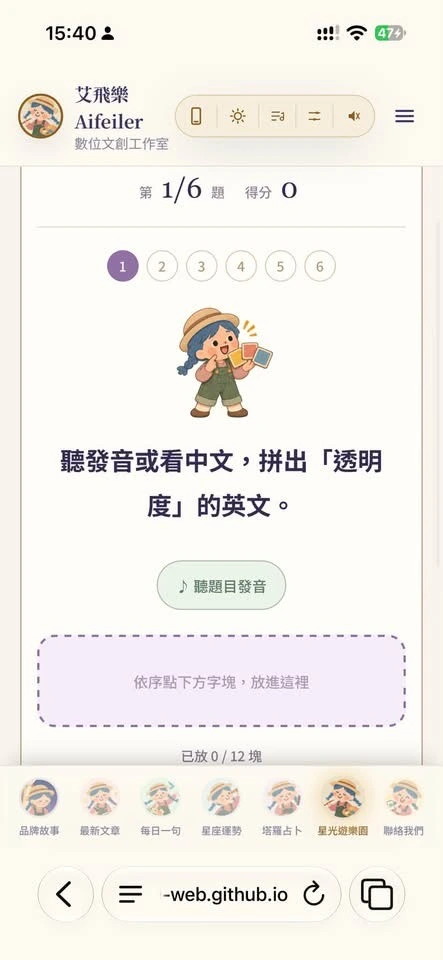 15:40
47
艾飛樂
Aifeiler
數位文創工作室
第 1/6 題 得分 0
1 2 3 4 5 6
聽發音或看中文，拼出「透明
度」的英文。
♪ 聽題目發音
依序點下方字塊，放進這裡
已放 0 / 12 塊
品牌故事 最新文章 每日一句 星座運勢 塔羅占卜 星光遊樂園 聯絡我們
-web.github.io